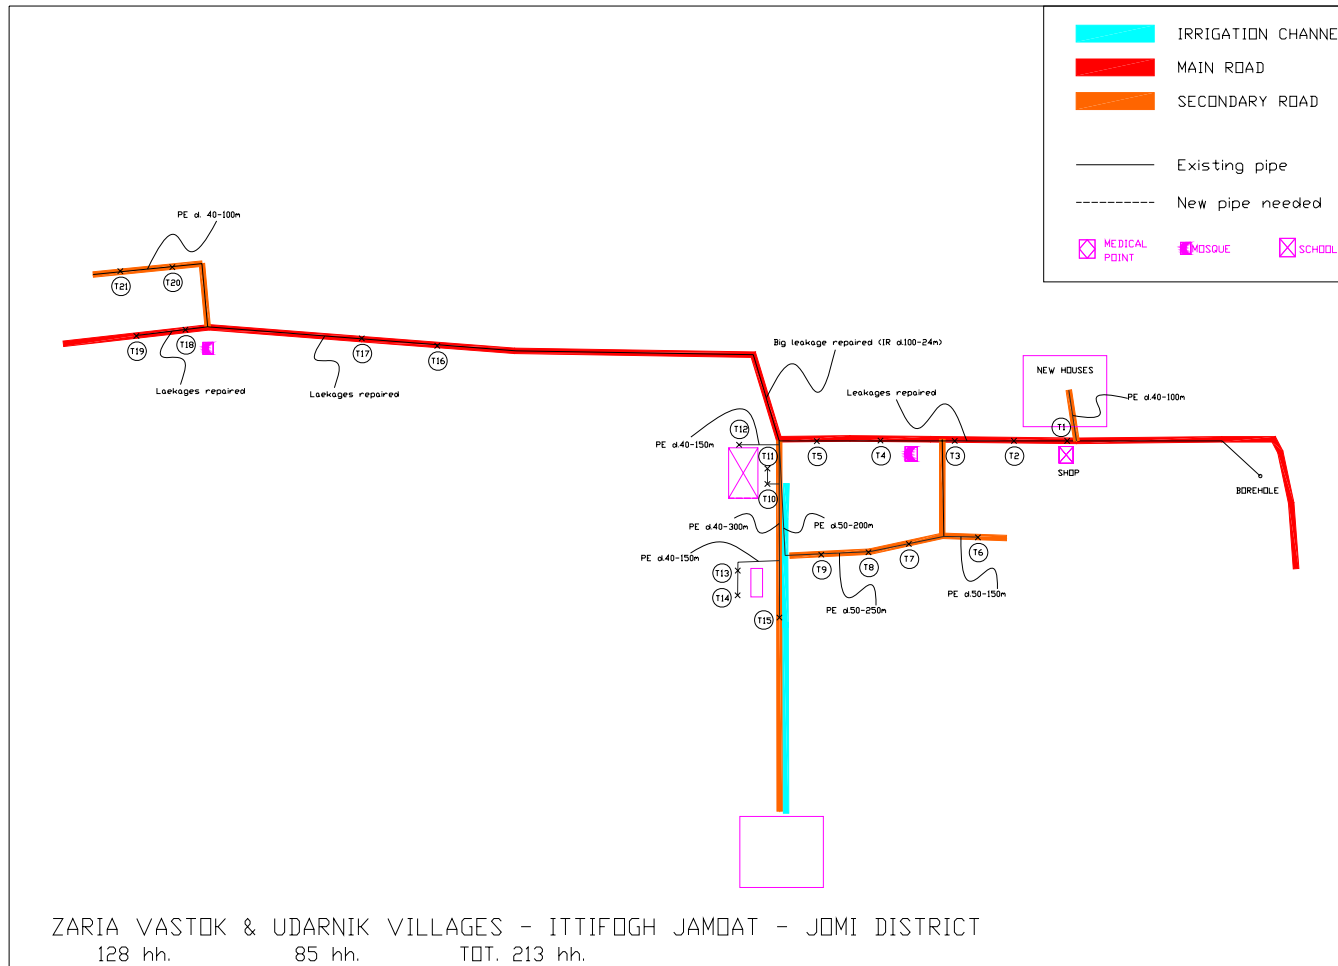 IRRIGATION CHANNE
MAIN ROAD
SECONDARY ROAD
Existing pipe
New pipe needed
MEDICAL
POINT
MOSQUE
SCHOOL
PE d. 40-100m
T21
T20
T19
T18
T17
T16
Laekages repaired
Laekages repaired
Big leakage repaired (IR d.100-24m)
Leakages repaired
NEW HOUSES
PE d.40-100m
T1
T12
PE d.40-150m
T11
T5
T4
T3
T2
SHOP
T10
BOREHOLE
PE d.40-300m
PE d.50-200m
PE d.40-150m
T9
T8
T7
T6
T13
T14
PE d.50-250m
PE d.50-150m
T15
ZARIA VASTOK & UDARNIK VILLAGES - ITTIFOGH JAMOAT - JOMI DISTRICT
128 hh. 85 hh. TOT. 213 hh.